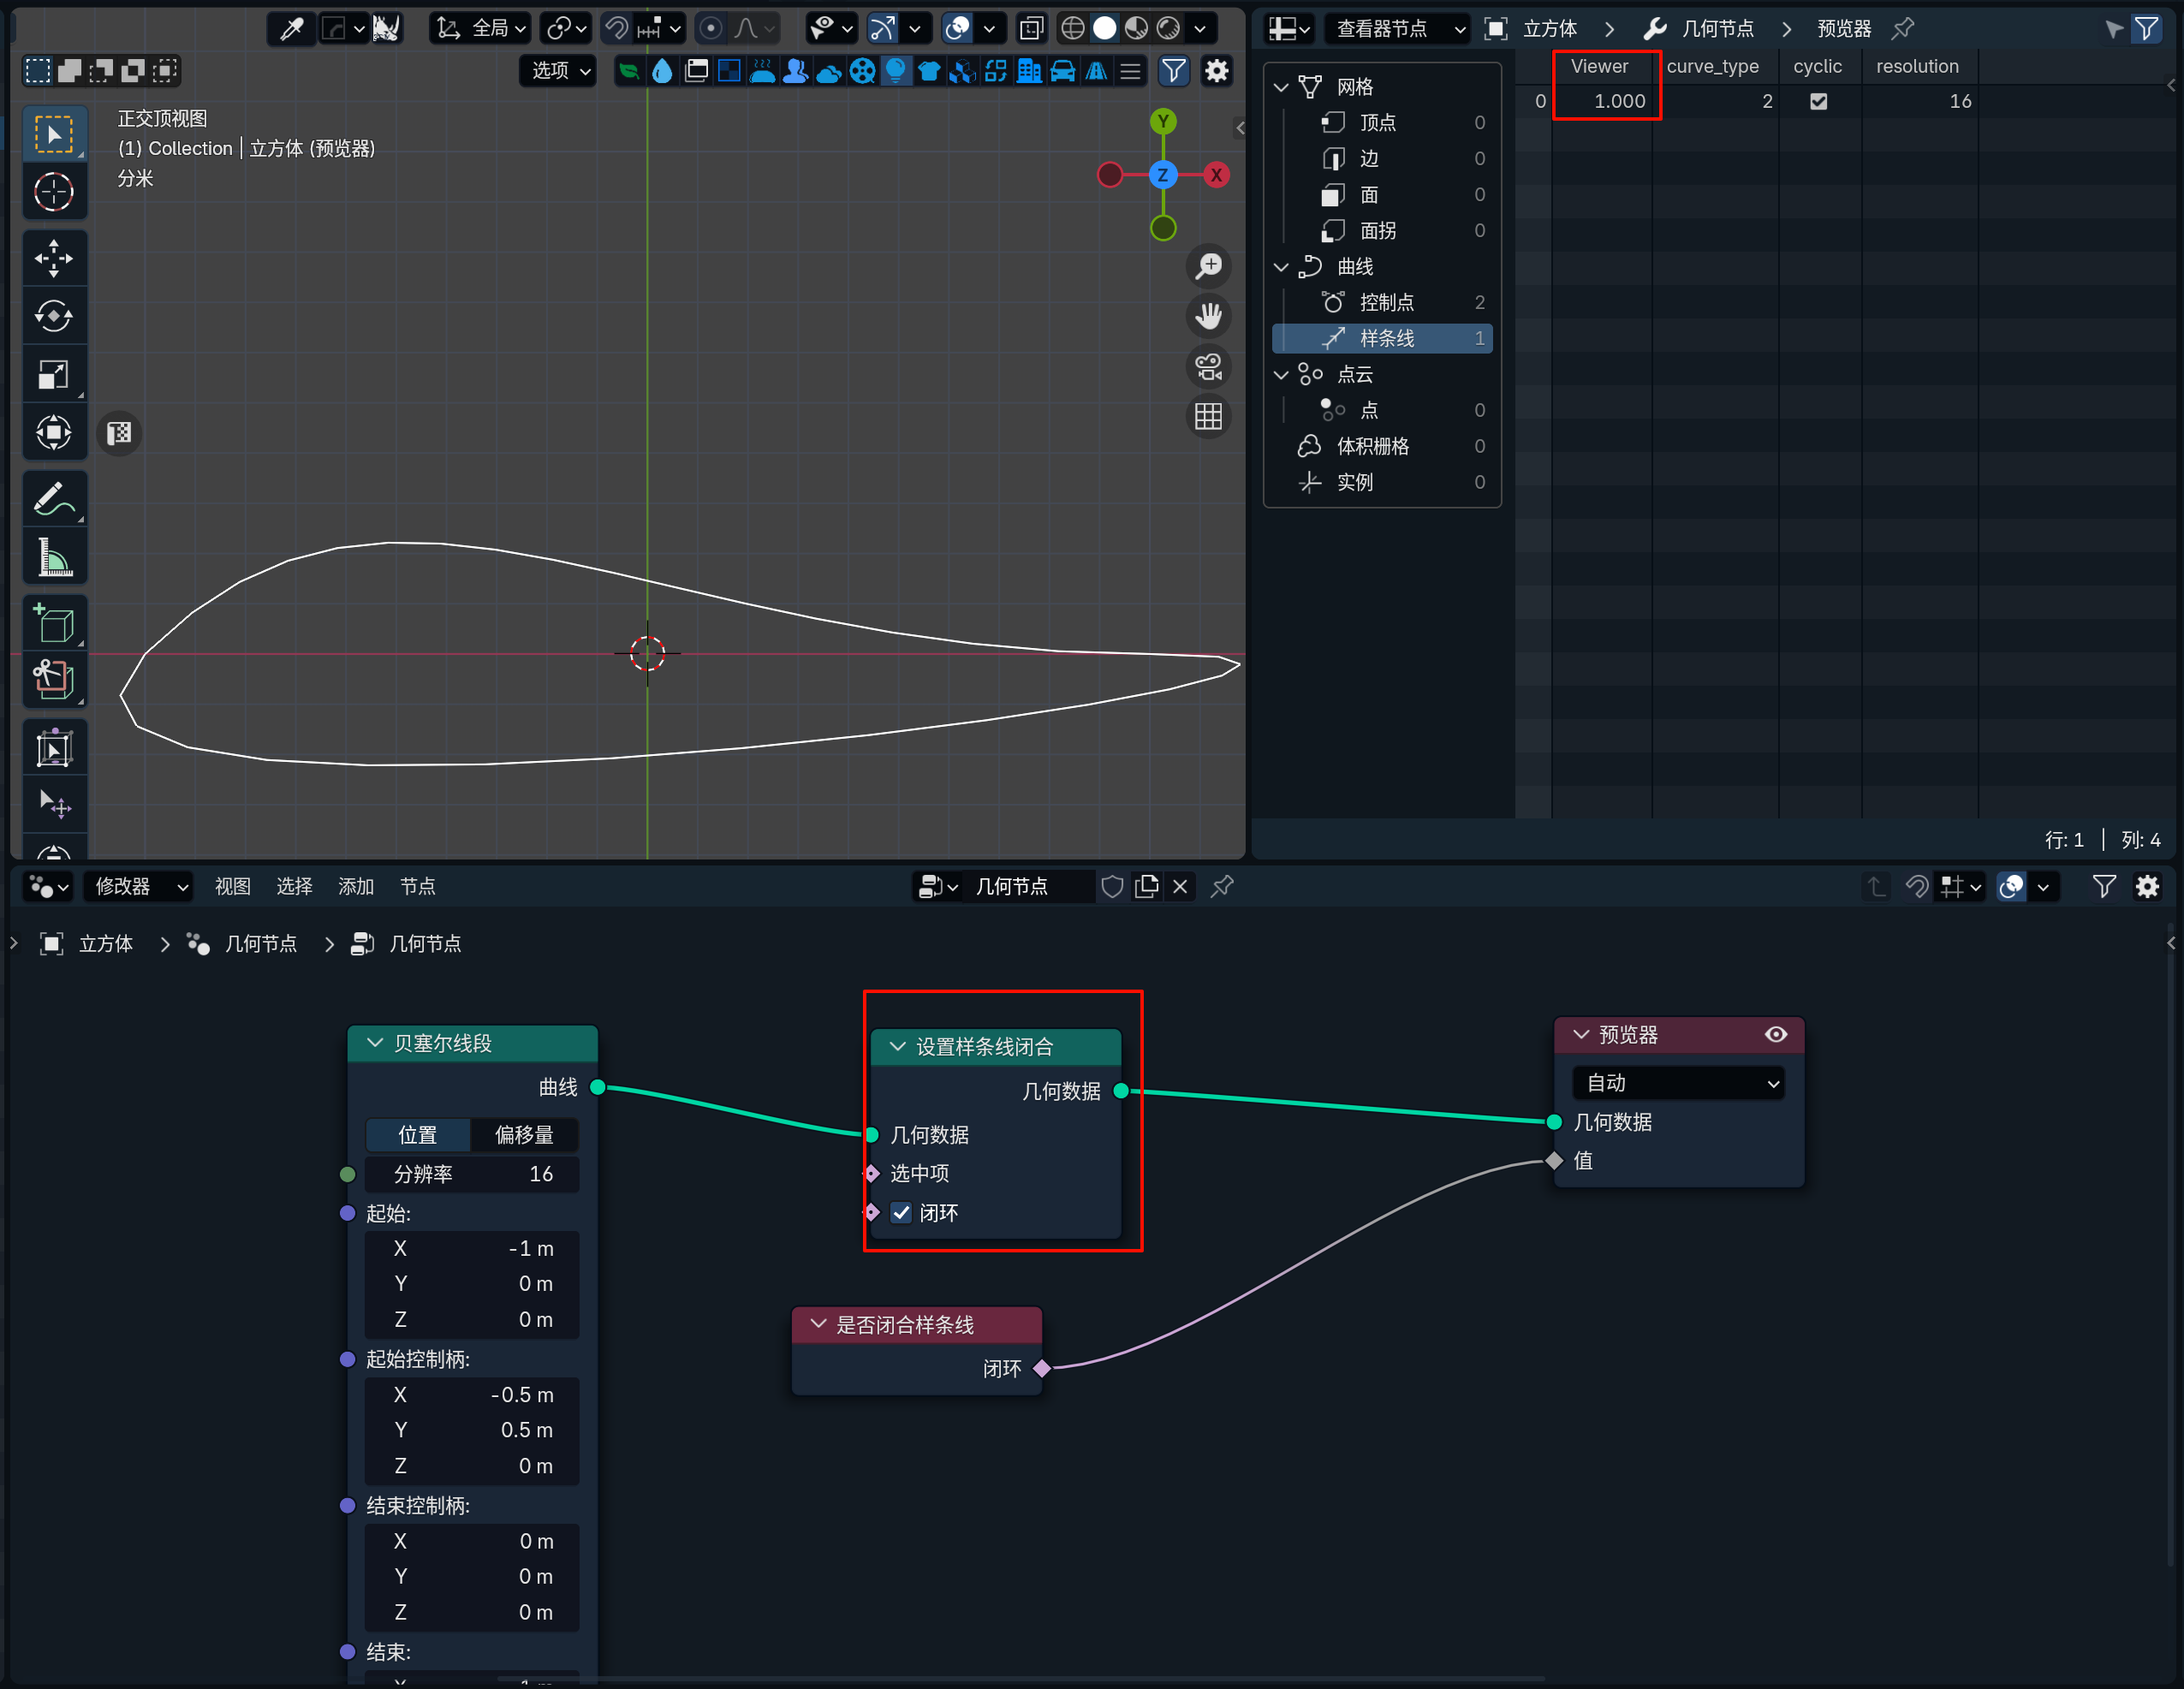 全局
选项
正交顶视图
(1) Collection | 立方体 (预览器)
分米
Y
Z
X
查看器节点
立方体
几何节点
预览器
网格
顶点 0
边 0
面 0
面拐 0
曲线
控制点 2
样条线 1
点云
点 0
体积栅格 0
实例 0
Viewer curve_type cyclic resolution
0 1.000 2 16
行: 1 | 列: 4
修改器
视图
选择
添加
节点
几何节点
立方体
几何节点
几何节点
贝塞尔线段
曲线
位置 偏移量
分辨率 16
起始:
X -1 m
Y 0 m
Z 0 m
起始控制柄:
X -0.5 m
Y 0.5 m
Z 0 m
结束控制柄:
X 0 m
Y 0 m
Z 0 m
结束:
设置样条线闭合
几何数据
几何数据
选中项
闭环
是否闭合样条线
闭环
预览器
自动
几何数据
值